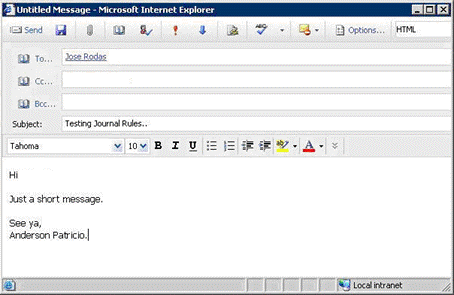 Untitled Message - Microsoft Internet Explorer
Send Options... HTML
To... Jose Rodas
Cc...
Bcc...
Subject: Testing Journal Rules..
Tahoma 10 B I U A
Hi
Just a short message.
See ya,
Anderson Patricio.
Local intranet